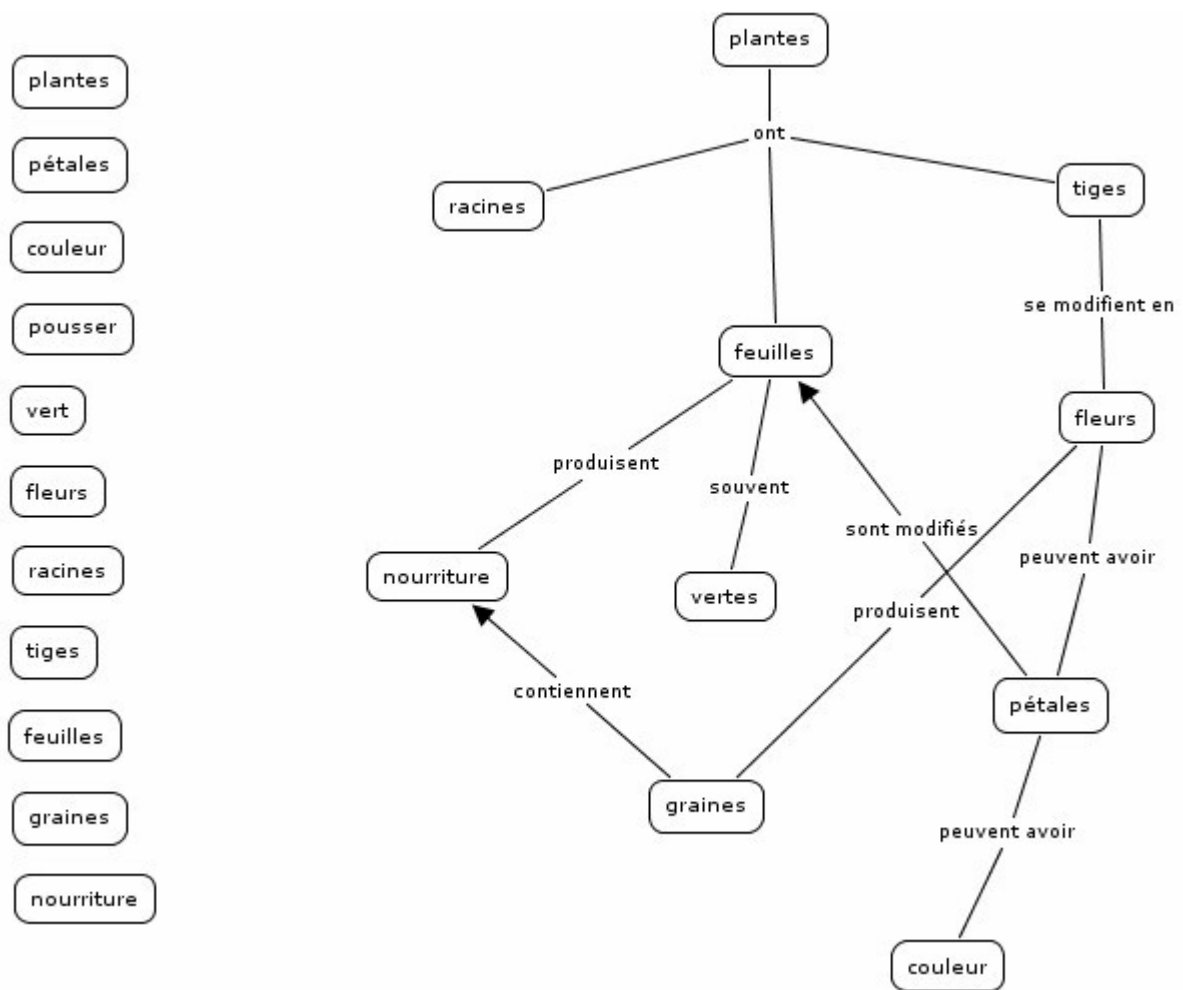 plantes
pétales
couleur
pousser
vert
fleurs
racines
tiges
feuilles
graines
nourriture
plantes
ont
racines
tiges
se modifient en
feuilles
fleurs
produisent
souvent
sont modifiés
peuvent avoir
nourriture
vertes
produisent
contiennent
pétales
graines
peuvent avoir
couleur